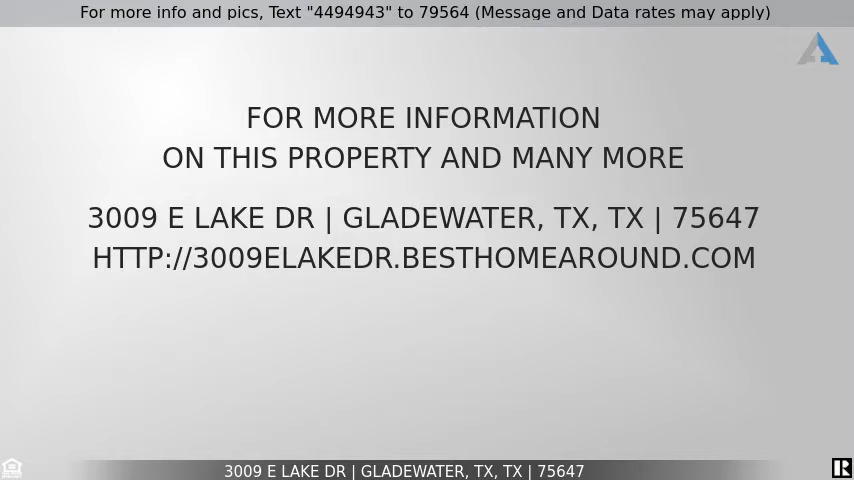 For more info and pics, Text "4494943" to 79564 (Message and Data rates may apply)
FOR MORE INFORMATION
ON THIS PROPERTY AND MANY MORE
3009 E LAKE DR | GLADEWATER, TX, TX | 75647
HTTP://3009ELAKEDR.BESTHOMEAROUND.COM
3009 E LAKE DR | GLADEWATER, TX, TX | 75647